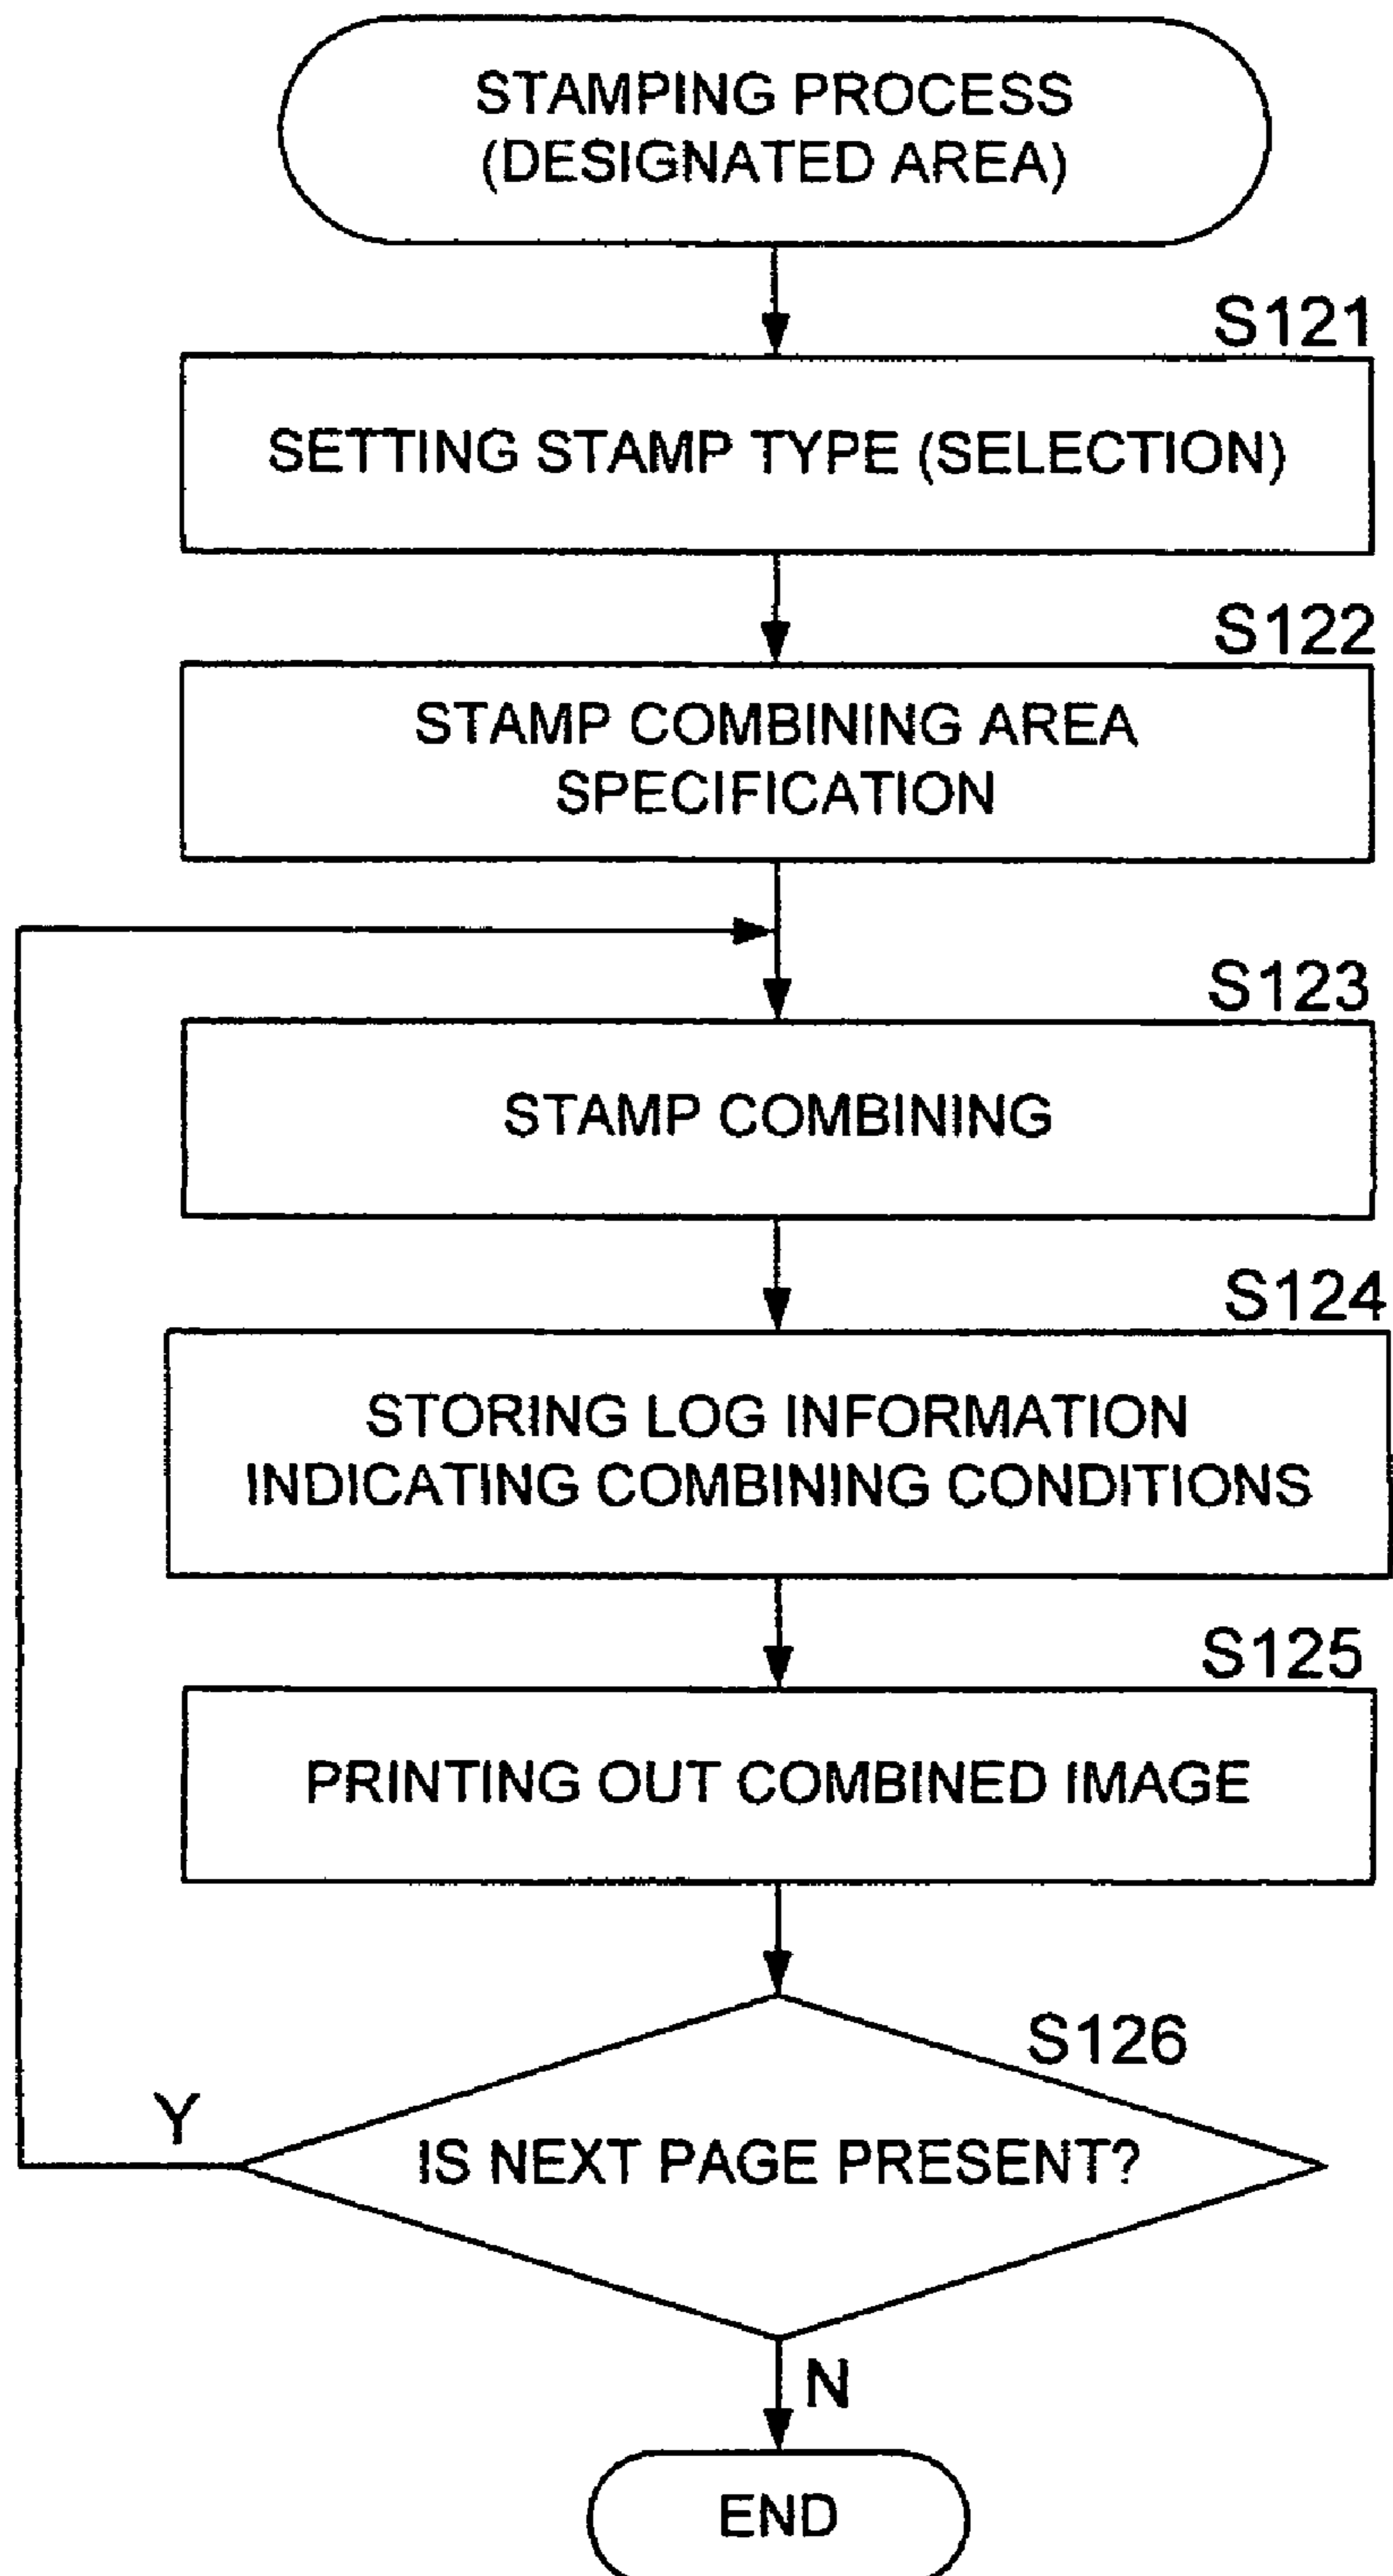 STAMPING PROCESS
(DESIGNATED AREA)
S121
SETTING STAMP TYPE (SELECTION)
S122
STAMP COMBINING AREA
SPECIFICATION
S123
STAMP COMBINING
S124
STORING LOG INFORMATION
INDICATING COMBINING CONDITIONS
S125
PRINTING OUT COMBINED IMAGE
S126
Y
IS NEXT PAGE PRESENT?
N
END